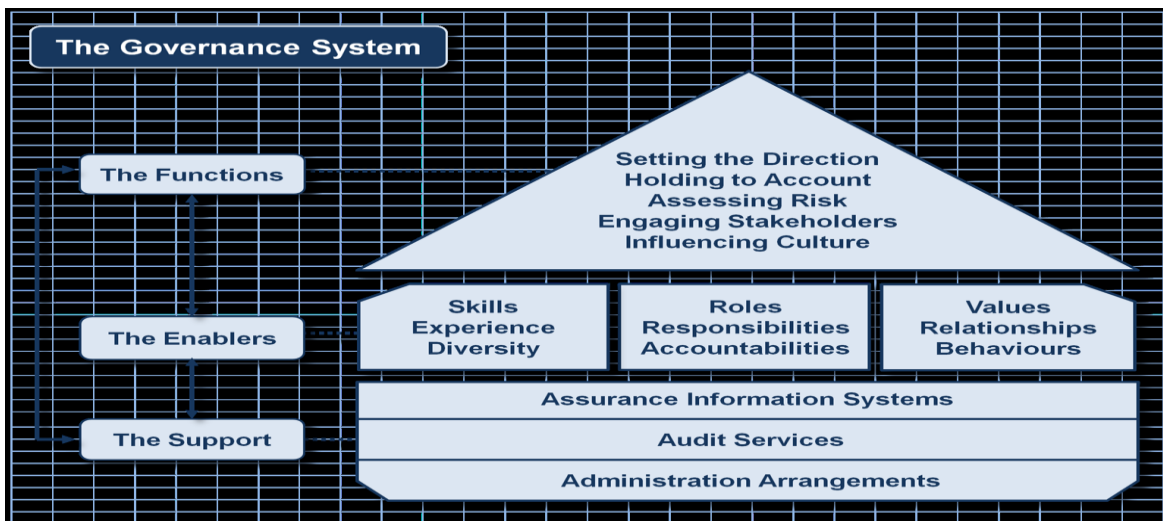 The Governance System
The Functions
Setting the Direction
Holding to Account
Assessing Risk
Engaging Stakeholders
Influencing Culture
The Enablers
Skills
Experience
Diversity
Roles
Responsibilities
Accountabilities
Values
Relationships
Behaviours
The Support
Assurance Information Systems
Audit Services
Administration Arrangements